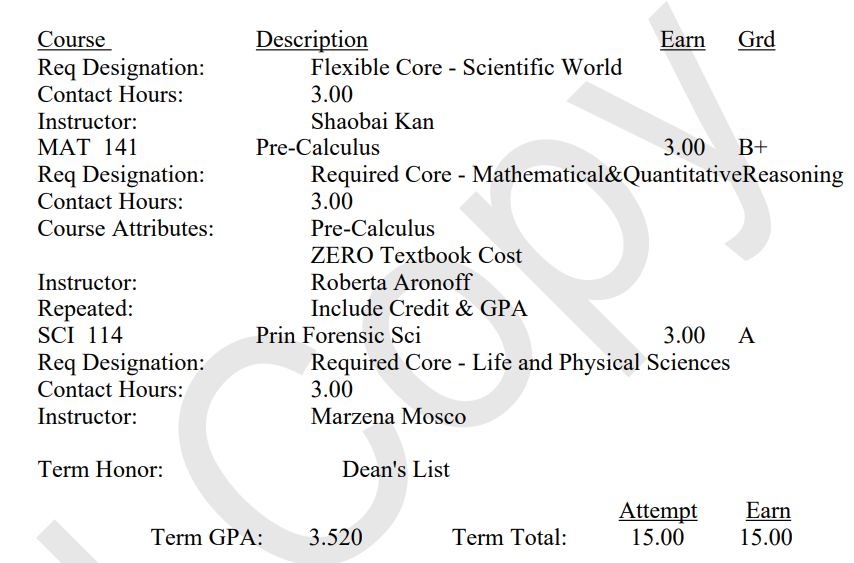 Course Description Earn Grd
Req Designation: Flexible Core - Scientific World
Contact Hours: 3.00
Instructor: Shaobai Kan
MAT 141 Pre-Calculus 3.00 B+
Req Designation: Required Core - Mathematical&QuantitativeReasoning
Contact Hours: 3.00
Course Attributes: Pre-Calculus
ZERO Textbook Cost
Instructor: Roberta Aronoff
Repeated: Include Credit & GPA
SCI 114 Prin Forensic Sci 3.00 A
Req Designation: Required Core - Life and Physical Sciences
Contact Hours: 3.00
Instructor: Marzena Mosco
Term Honor: Dean's List
Attempt Earn
Term GPA: 3.520 Term Total: 15.00 15.00
Copy